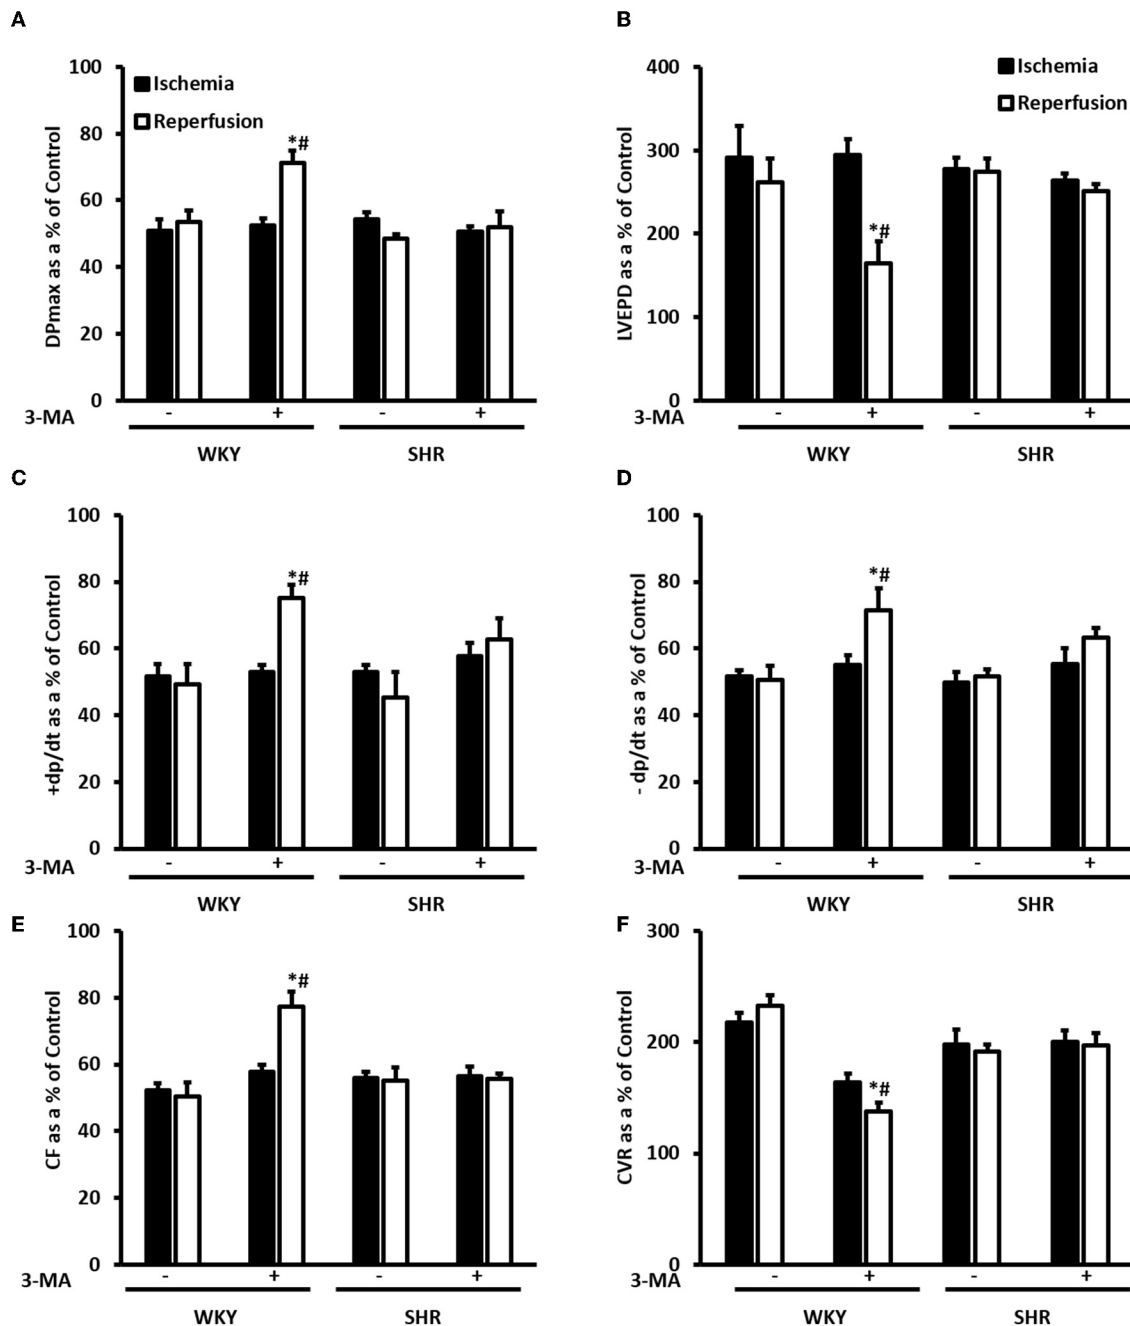 A
DPmax as a % of Control
100
80
60
40
20
0
Ischemia
Reperfusion
*#
3-MA - + - +
WKY SHR
B
LVEPD as a % of Control
400
300
200
100
0
Ischemia
Reperfusion
*#
3-MA - + - +
WKY SHR
C
+dp/dt as a % of Control
100
80
60
40
20
0
*#
3-MA - + - +
WKY SHR
D
- dp/dt as a % of Control
100
80
60
40
20
0
*#
3-MA - + - +
WKY SHR
E
CF as a % of Control
100
80
60
40
20
0
*#
3-MA - + - +
WKY SHR
F
CVR as a % of Control
300
200
100
0
*#
3-MA - + - +
WKY SHR